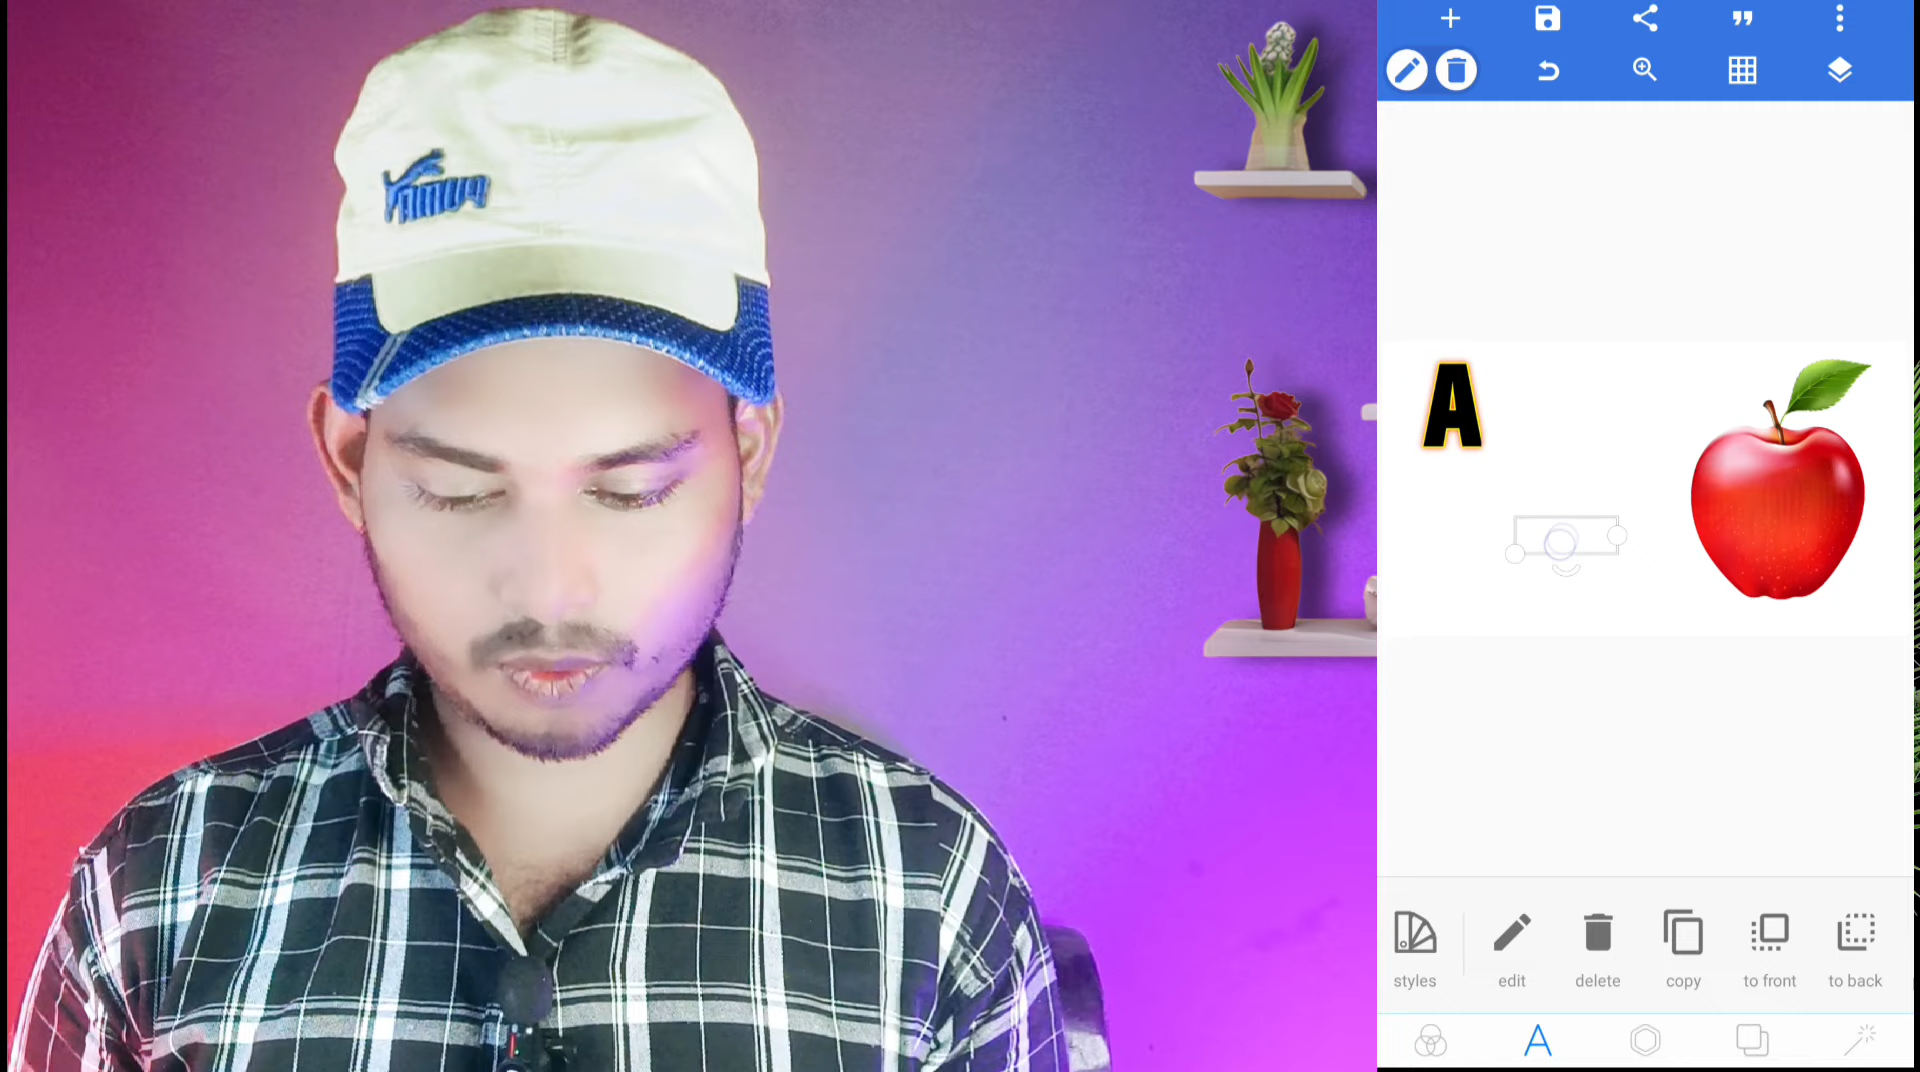 A
styles
edit
delete
copy
to front
to back